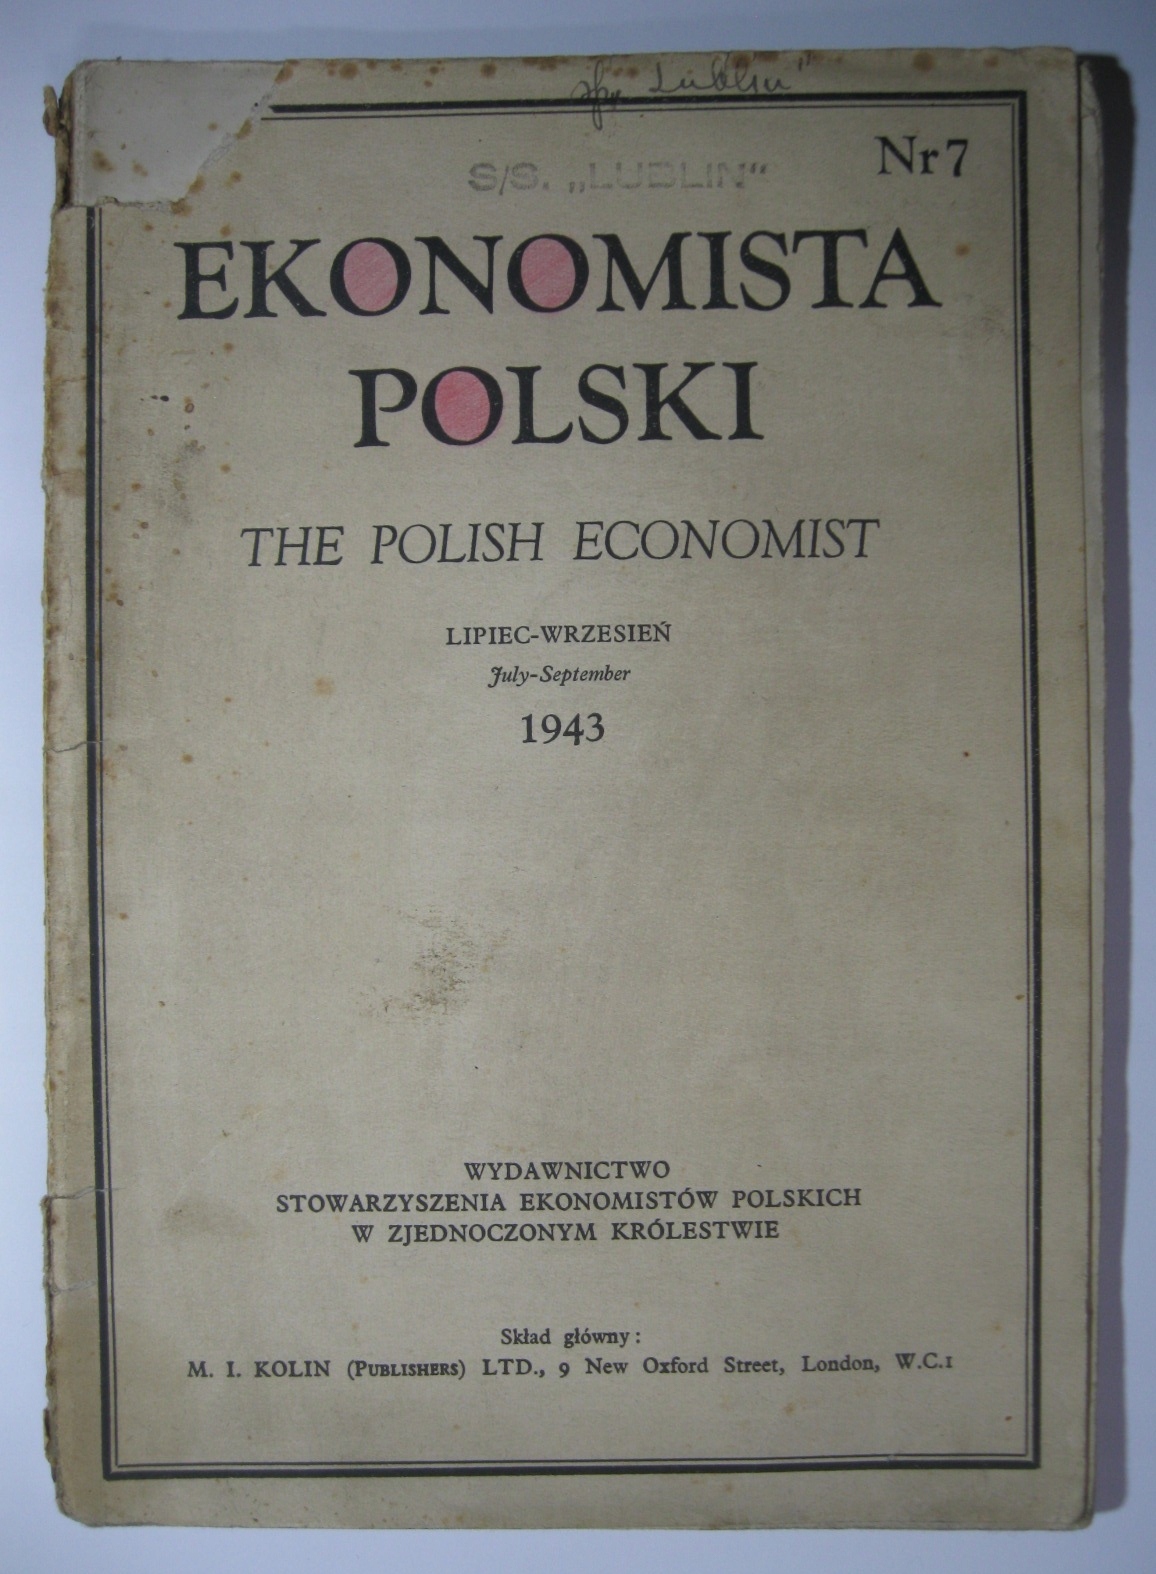 "Lublin"
Nr 7
S/S. „LUBLIN“
EKONOMISTA
POLSKI
THE POLISH ECONOMIST
LIPIEC-WRZESIEŃ
July-September
1943
WYDAWNICTWO
STOWARZYSZENIA EKONOMISTÓW POLSKICH
W ZJEDNOCZONYM KRÓLESTWIE
Skład główny :
M. I. KOLIN (PUBLISHERS) LTD., 9 New Oxford Street, London, W.C.1